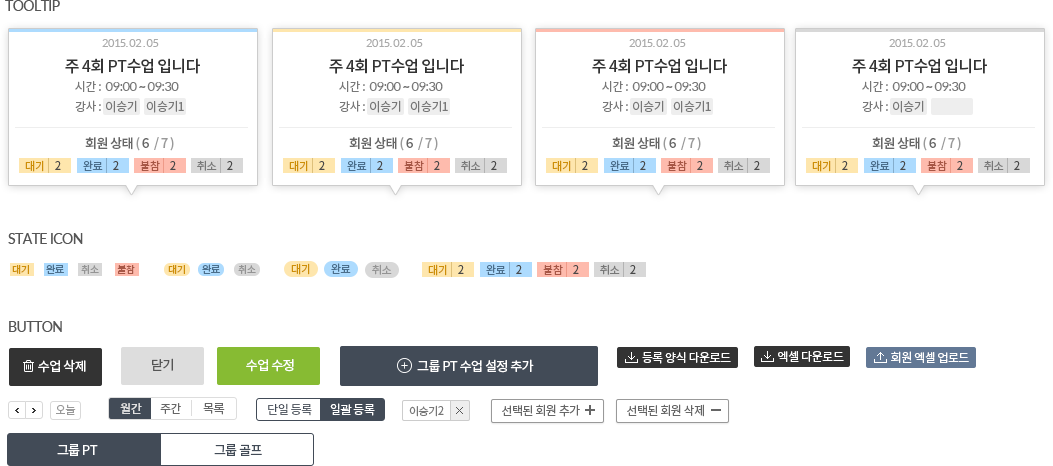 TOOLTIP
2015.02.05
주 4회 PT수업 입니다
시간 : 09:00 ~ 09:30
강사 : 이승기 이승기1
회원 상태 ( 6 / 7 )
대기 2 완료 2 불참 2 취소 2
2015.02.05
주 4회 PT수업 입니다
시간 : 09:00 ~ 09:30
강사 : 이승기 이승기1
회원 상태 ( 6 / 7 )
대기 2 완료 2 불참 2 취소 2
2015.02.05
주 4회 PT수업 입니다
시간 : 09:00 ~ 09:30
강사 : 이승기 이승기1
회원 상태 ( 6 / 7 )
대기 2 완료 2 불참 2 취소 2
2015.02.05
주 4회 PT수업 입니다
시간 : 09:00 ~ 09:30
강사 : 이승기
회원 상태 ( 6 / 7 )
대기 2 완료 2 불참 2 취소 2
STATE ICON
대기 완료 취소 불참 대기 완료 취소 대기 완료 취소 대기 2 완료 2 불참 2 취소 2
BUTTON
수업 삭제 닫기 수업 수정 그룹 PT 수업 설정 추가 등록 양식 다운로드 엑셀 다운로드 회원 엑셀 업로드
오늘 월간 주간 목록 단일 등록 일괄 등록 이승기2 선택된 회원 추가 선택된 회원 삭제
그룹 PT 그룹 골프